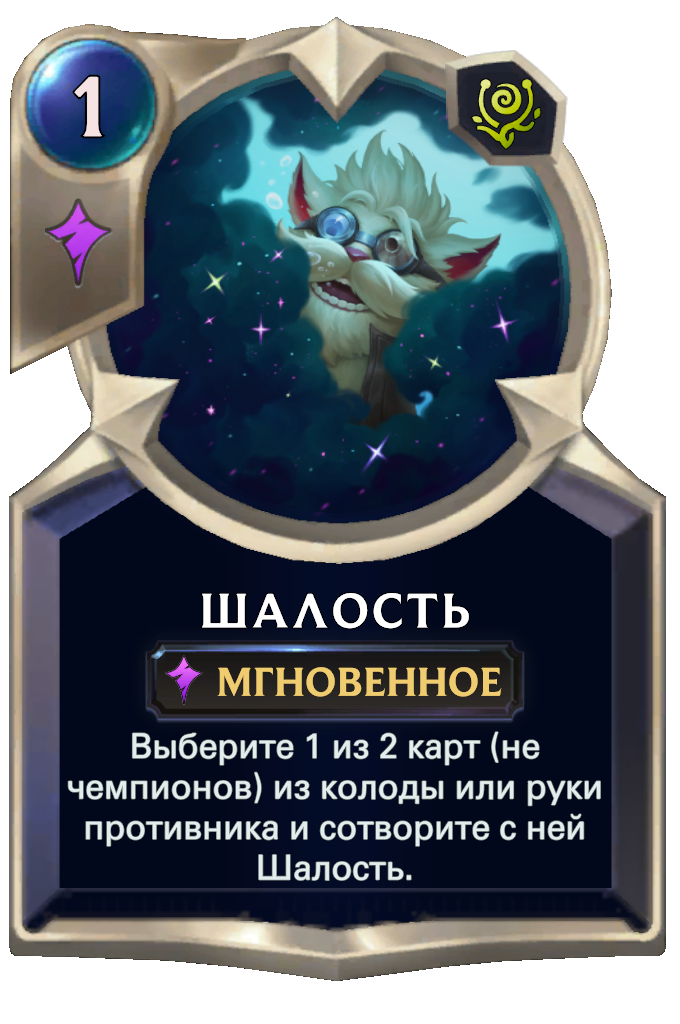 1
ШАЛОСТЬ
МГНОВЕННОЕ
Выберите 1 из 2 карт (не
чемпионов) из колоды или руки
противника и сотворите с ней
Шалость.